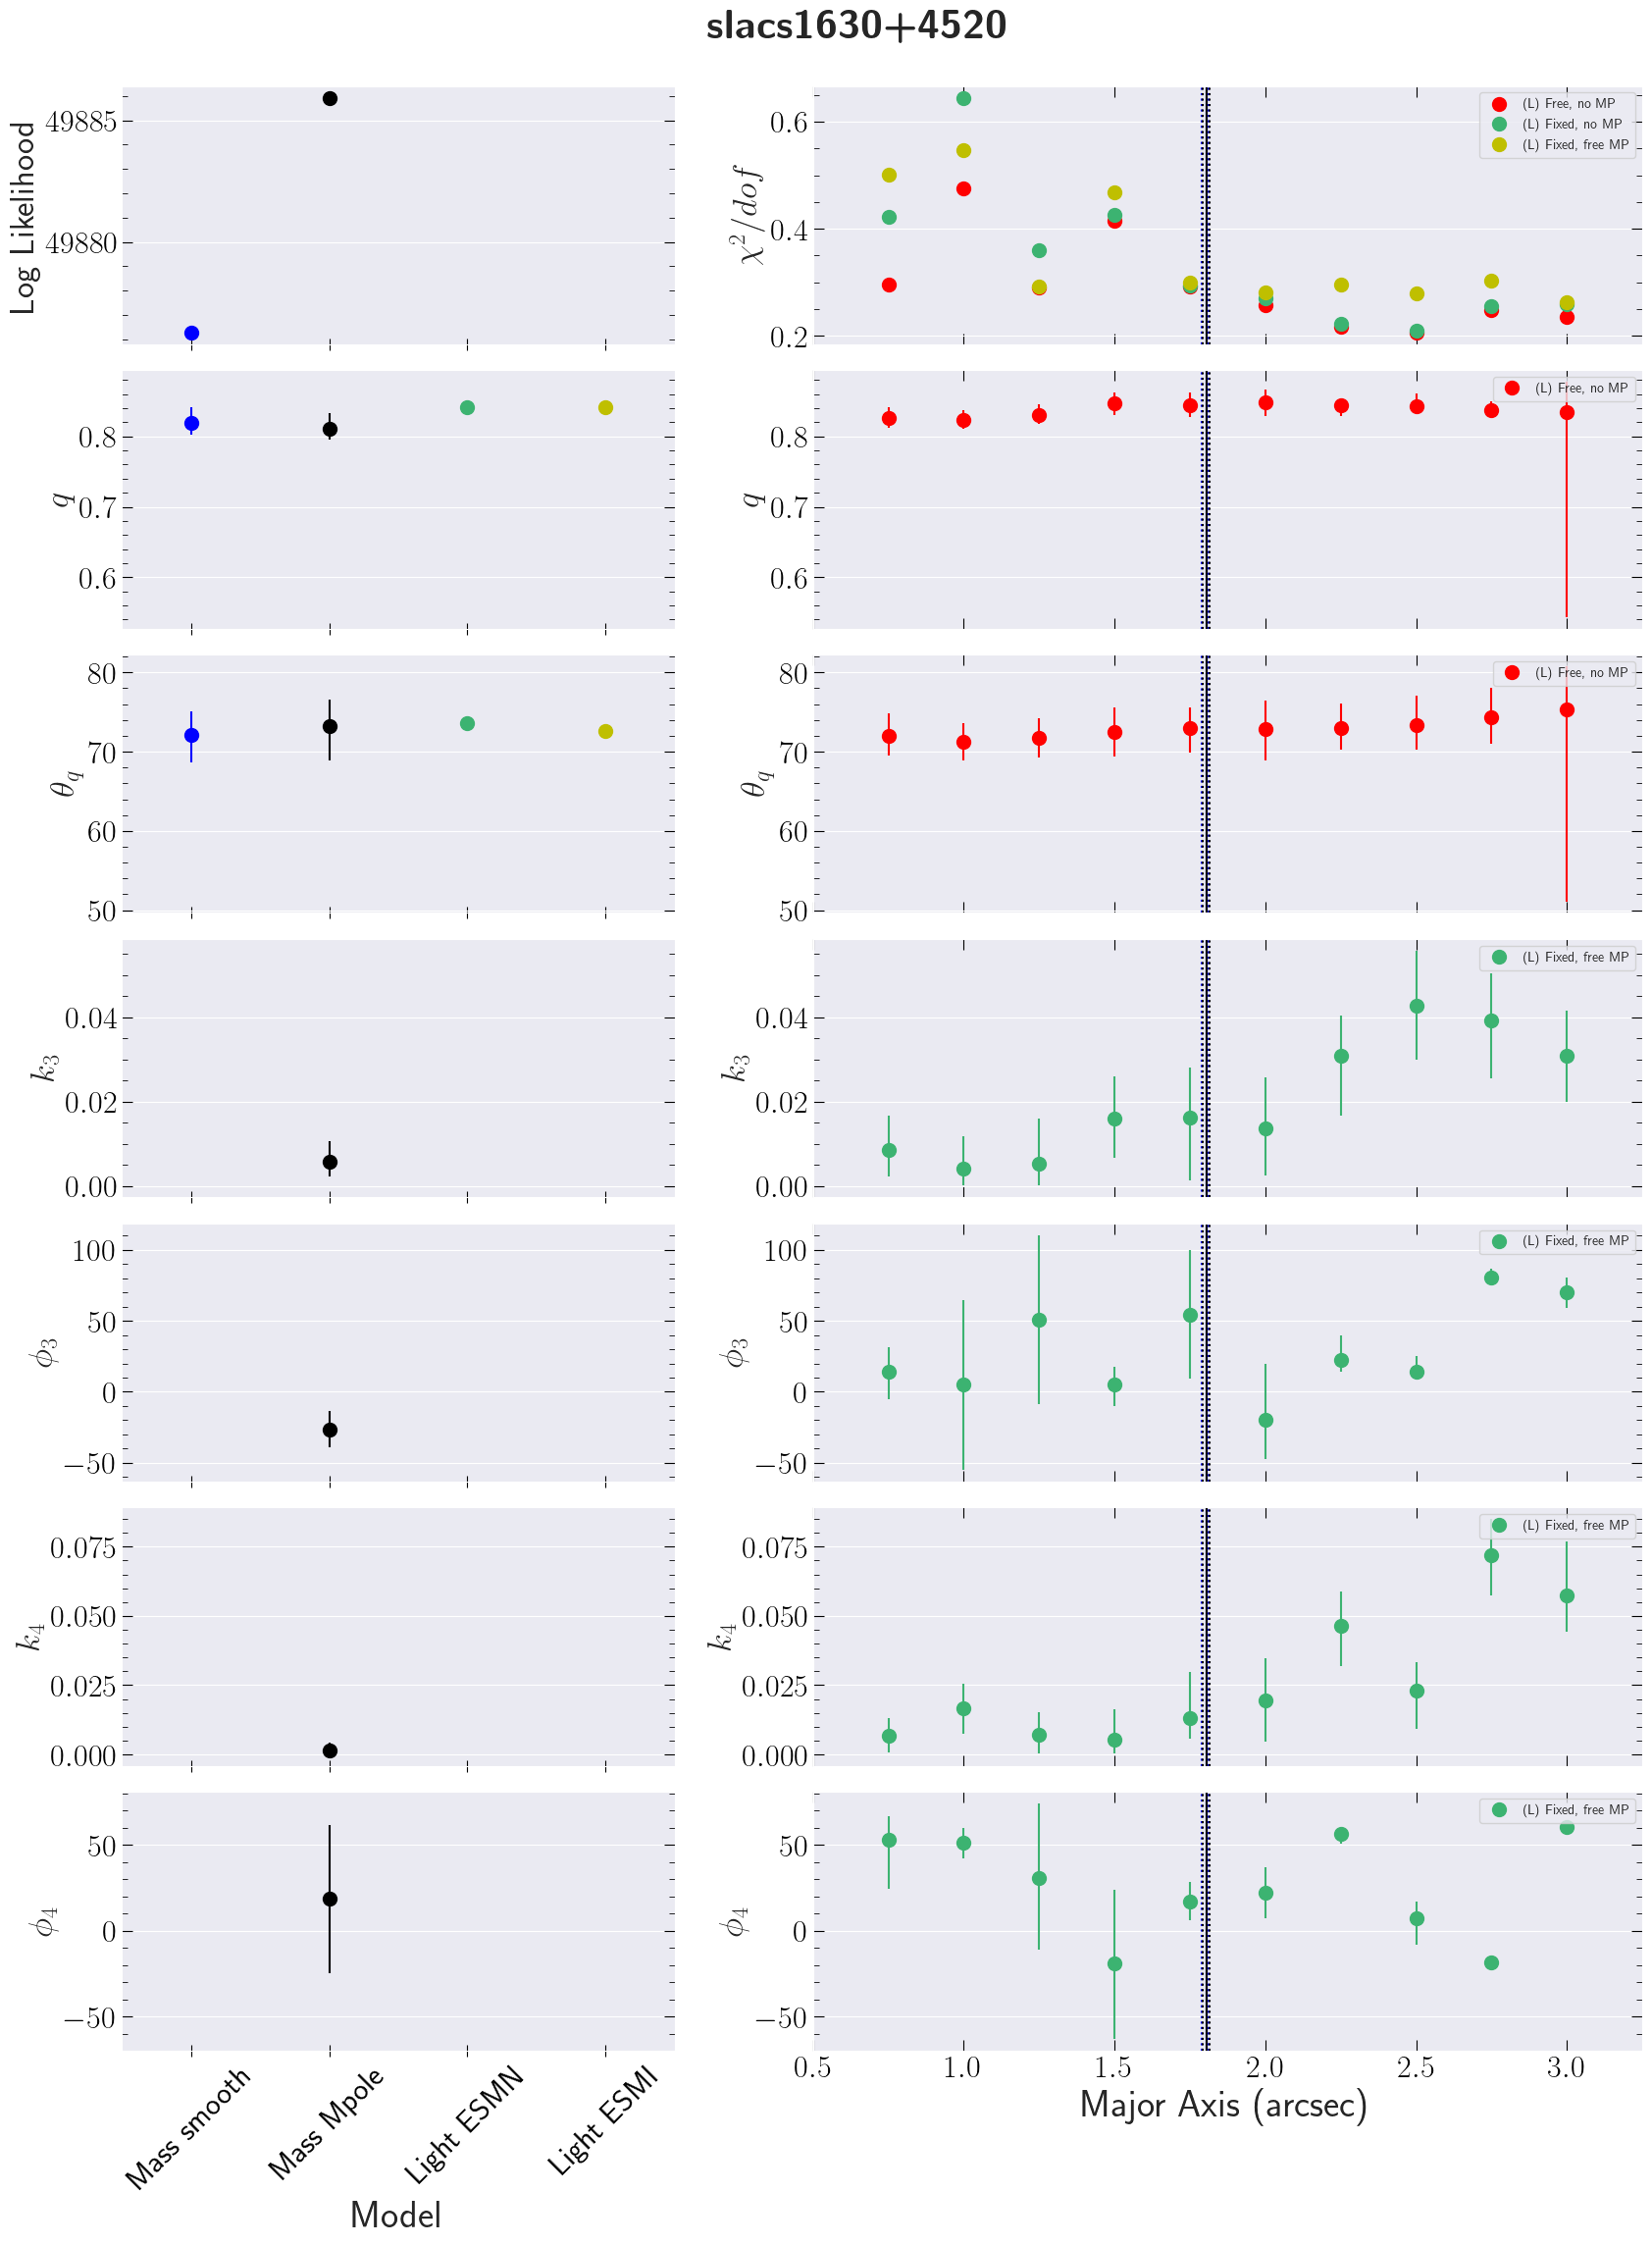 slacs1630+4520
Log Likelihood
49885
49880
χ²/dof
0.6
0.4
0.2
(L) Free, no MP
(L) Fixed, no MP
(L) Fixed, free MP
q
0.8
0.7
0.6
q
0.8
0.7
0.6
(L) Free, no MP
θ_q
80
70
60
50
θ_q
80
70
60
50
(L) Free, no MP
k₃
0.04
0.02
0.00
k₃
0.04
0.02
0.00
(L) Fixed, free MP
ϕ₃
100
50
0
−50
ϕ₃
100
50
0
−50
(L) Fixed, free MP
k₄
0.075
0.050
0.025
0.000
k₄
0.075
0.050
0.025
0.000
(L) Fixed, free MP
ϕ₄
50
0
−50
ϕ₄
50
0
−50
(L) Fixed, free MP
Mass smooth
Mass Mpole
Light ESMN
Light ESMI
Model
0.5 1.0 1.5 2.0 2.5 3.0
Major Axis (arcsec)